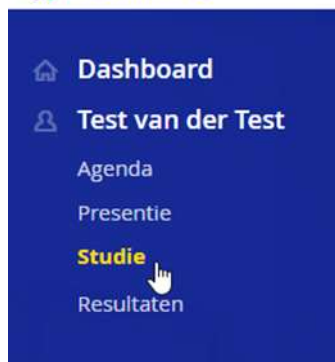 Dashboard
Test van der Test
Agenda
Presentie
Studie
Resultaten